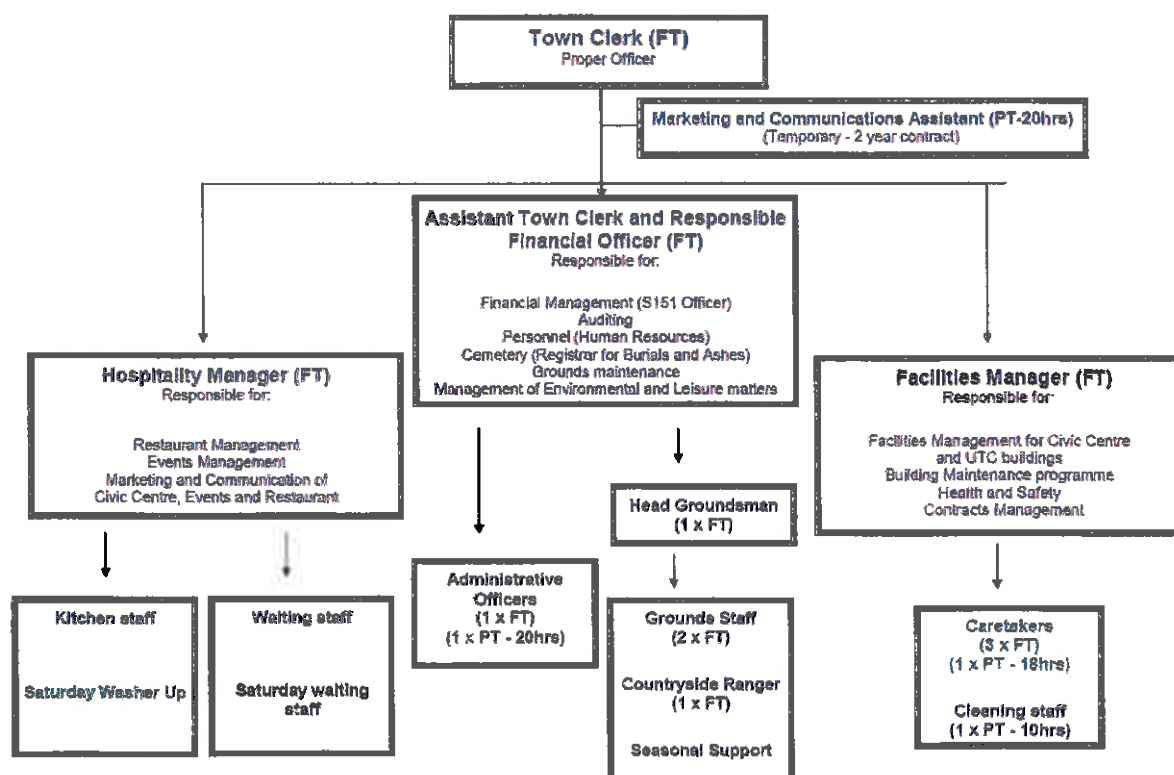 Town Clerk (FT)
Proper Officer
Marketing and Communications Assistant (PT-20hrs)
(Temporary - 2 year contract)
Assistant Town Clerk and Responsible
Financial Officer (FT)
Responsible for:
Financial Management (S151 Officer)
Auditing
Personnel (Human Resources)
Cemetery (Registrar for Burials and Ashes)
Grounds maintenance
Management of Environmental and Leisure matters
Hospitality Manager (FT)
Responsible for:
Restaurant Management
Events Management
Marketing and Communication of
Civic Centre, Events and Restaurant
Facilities Manager (FT)
Responsible for:
Facilities Management for Civic Centre
and UTC buildings
Building Maintenance programme
Health and Safety
Contracts Management
Head Groundsman
(1 x FT)
Kitchen staff
Saturday Washer Up
Waiting staff
Saturday waiting
staff
Administrative
Officers
(1 x FT)
(1 x PT - 20hrs)
Grounds Staff
(2 x FT)
Countryside Ranger
(1 x FT)
Seasonal Support
Caretakers
(3 x FT)
(1 x PT - 18hrs)
Cleaning staff
(1 x PT - 10hrs)